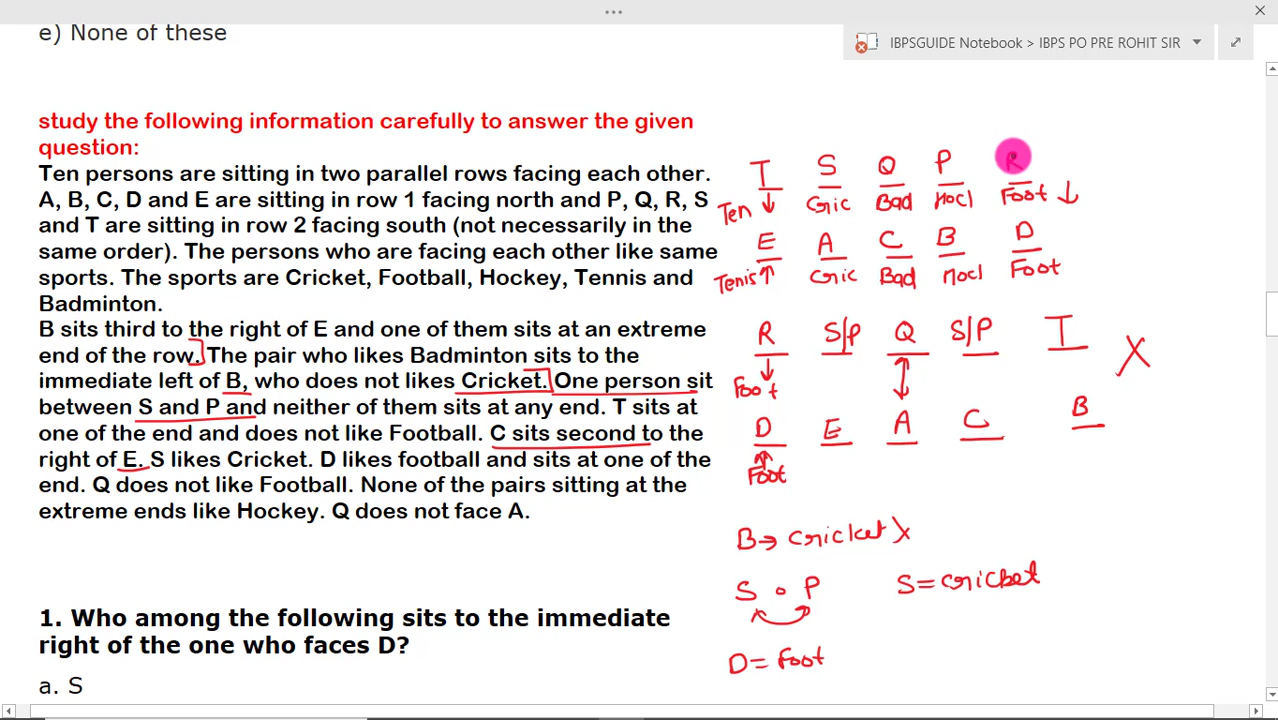 e) None of these
IBPSGUIDE Notebook > IBPS PO PRE ROHIT SIR
study the following information carefully to answer the given
question:
Ten persons are sitting in two parallel rows facing each other.
A, B, C, D and E are sitting in row 1 facing north and P, Q, R, S
and T are sitting in row 2 facing south (not necessarily in the
same order). The persons who are facing each other like same
sports. The sports are Cricket, Football, Hockey, Tennis and
Badminton.
B sits third to the right of E and one of them sits at an extreme
end of the row. The pair who likes Badminton sits to the
immediate left of B, who does not likes Cricket. One person sit
between S and P and neither of them sits at any end. T sits at
one of the end and does not like Football. C sits second to the
right of E. S likes Cricket. D likes football and sits at one of the
end. Q does not like Football. None of the pairs sitting at the
extreme ends like Hockey. Q does not face A.
1. Who among the following sits to the immediate
right of the one who faces D?
a. S
T S Q P R
Ten ↓ Cric Bad Hocl Foot ↓
E A C B D
Tenis ↑ Cric Bad Hocl Foot
R S/P Q S/P T X
Foot
D E A C B
Foot
B → cricket X
S o P S = cricket
D = Foot